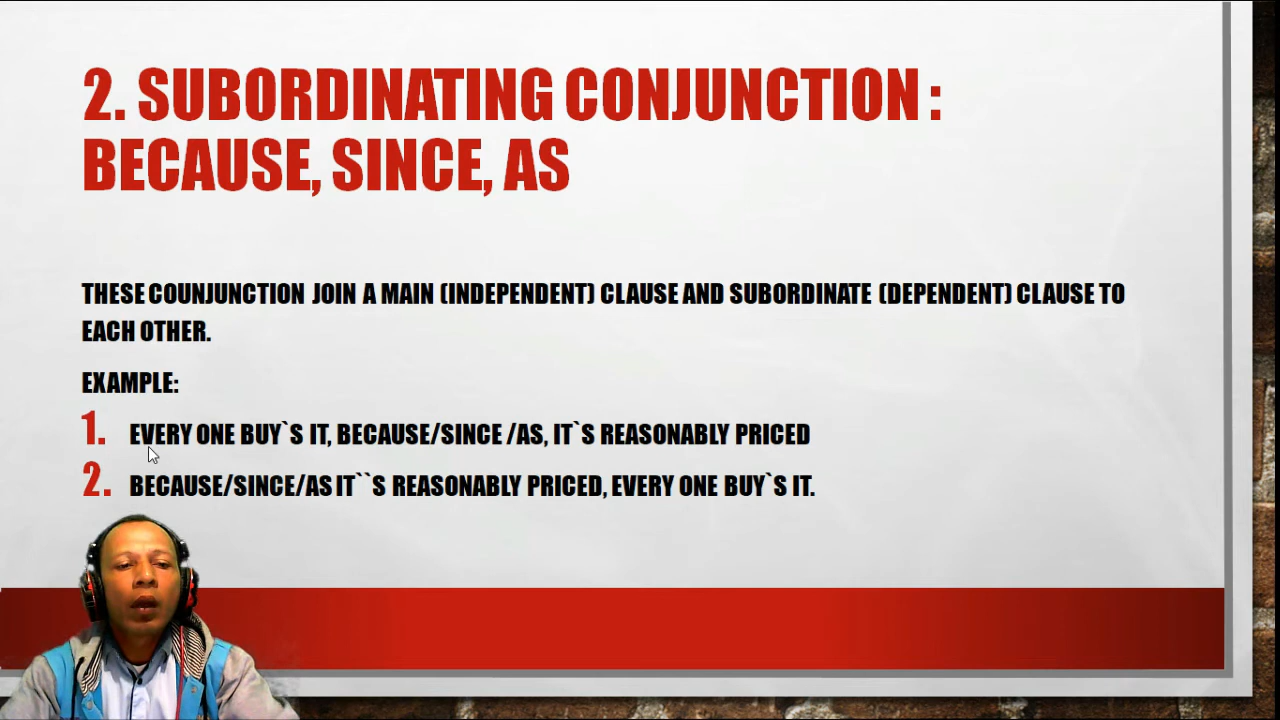 2. SUBORDINATING CONJUNCTION :
BECAUSE, SINCE, AS
THESE COUNJUNCTION JOIN A MAIN (INDEPENDENT) CLAUSE AND SUBORDINATE (DEPENDENT) CLAUSE TO
EACH OTHER.
EXAMPLE:
1. EVERY ONE BUY`S IT, BECAUSE/SINCE /AS, IT`S REASONABLY PRICED
2. BECAUSE/SINCE/AS IT``S REASONABLY PRICED, EVERY ONE BUY`S IT.